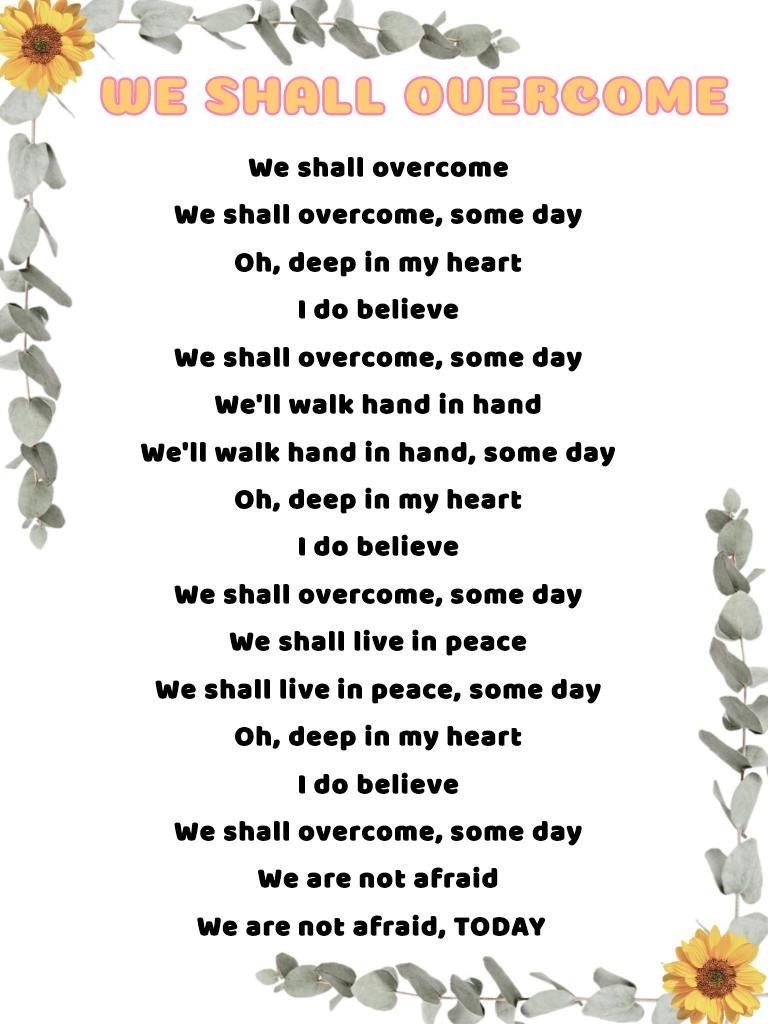 WE SHALL OVERCOME
We shall overcome
We shall overcome, some day
Oh, deep in my heart
I do believe
We shall overcome, some day
We'll walk hand in hand
We'll walk hand in hand, some day
Oh, deep in my heart
I do believe
We shall overcome, some day
We shall live in peace
We shall live in peace, some day
Oh, deep in my heart
I do believe
We shall overcome, some day
We are not afraid
We are not afraid, TODAY